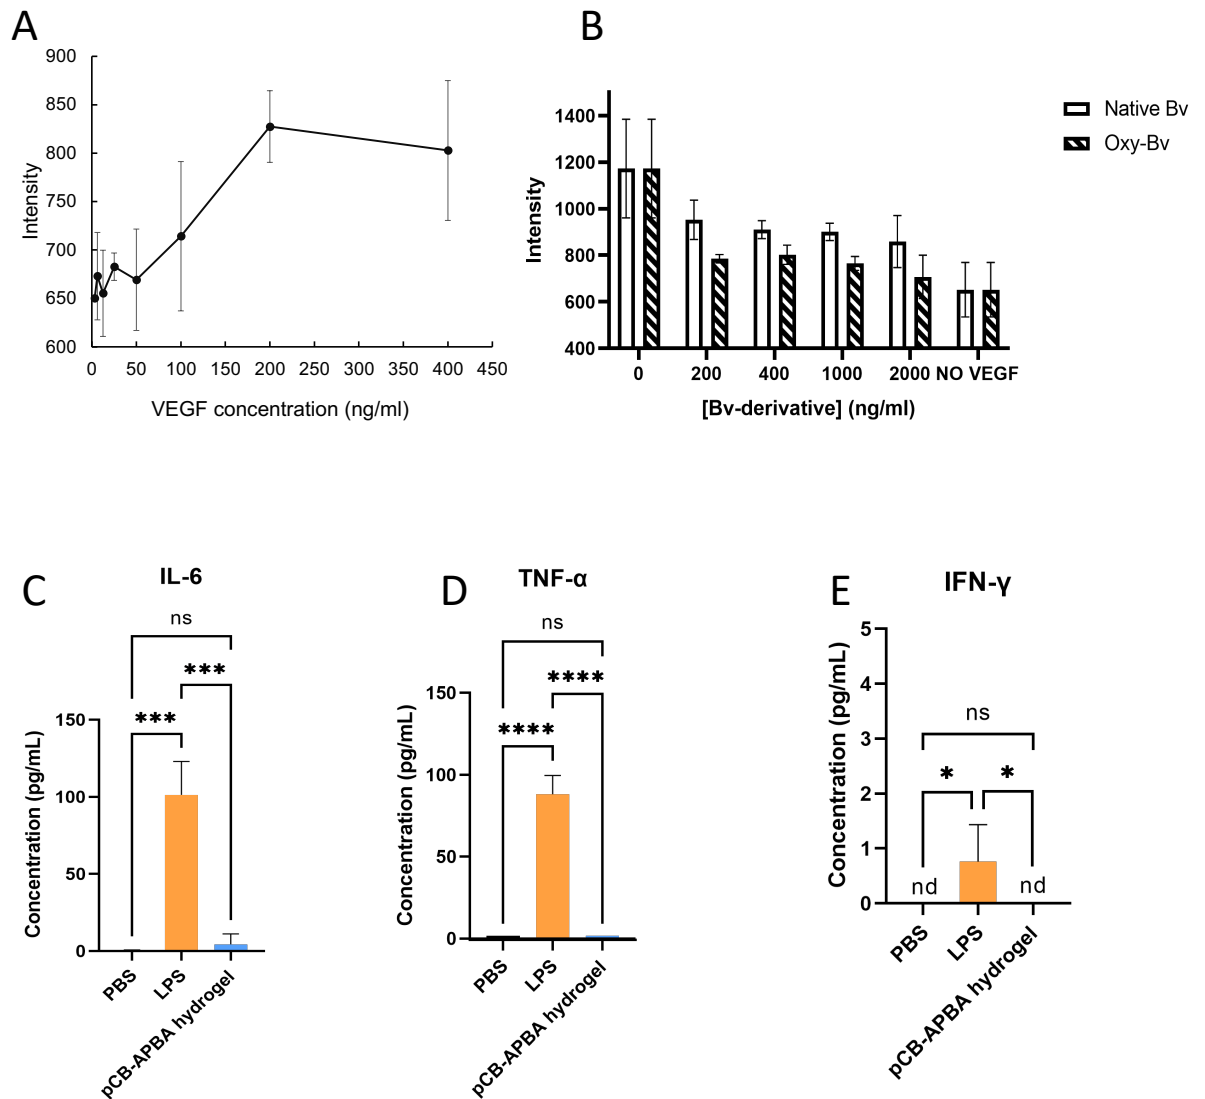 A
900
850
800
750
700
650
600
Intensity
0 50 100 150 200 250 300 350 400 450
VEGF concentration (ng/ml)
B
1400
1200
1000
800
600
400
Intensity
0 200 400 1000 2000 NO VEGF
[Bv-derivative] (ng/ml)
Native Bv
Oxy-Bv
C
IL-6
ns
***
***
150
100
50
0
Concentration (pg/mL)
PBS
LPS
pCB-APBA hydrogel
D
TNF-α
ns
****
****
150
100
50
0
Concentration (pg/mL)
PBS
LPS
pCB-APBA hydrogel
E
IFN-γ
5
4
3
2
1
0
Concentration (pg/mL)
ns
* *
nd nd
PBS
LPS
pCB-APBA hydrogel